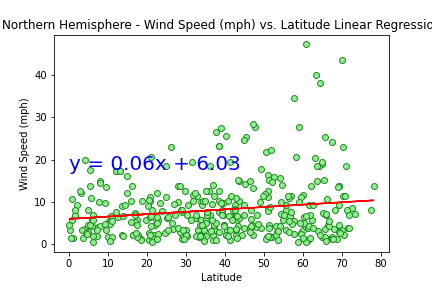 Northern Hemisphere - Wind Speed (mph) vs. Latitude Linear Regressio
Wind Speed (mph)
40
30
20
10
0
y = 0.06x + 6.03
0 10 20 30 40 50 60 70 80
Latitude